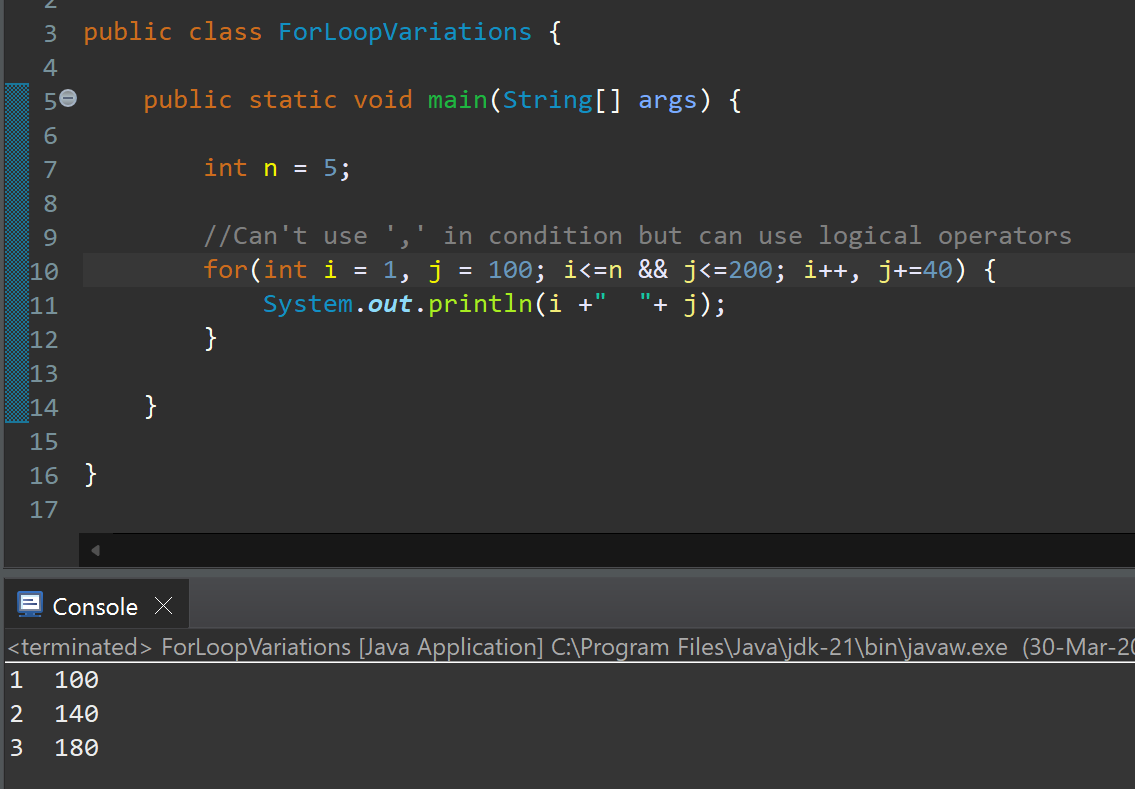 2
3 public class ForLoopVariations {
4
5 public static void main(String[] args) {
6
7 int n = 5;
8
9 //Can't use ',' in condition but can use logical operators
10 for(int i = 1, j = 100; i<=n && j<=200; i++, j+=40) {
11 System.out.println(i +"  "+ j);
12 }
13
14 }
15
16 }
17
Console
<terminated> ForLoopVariations [Java Application] C:\Program Files\Java\jdk-21\bin\javaw.exe (30-Mar-20
1  100
2  140
3  180